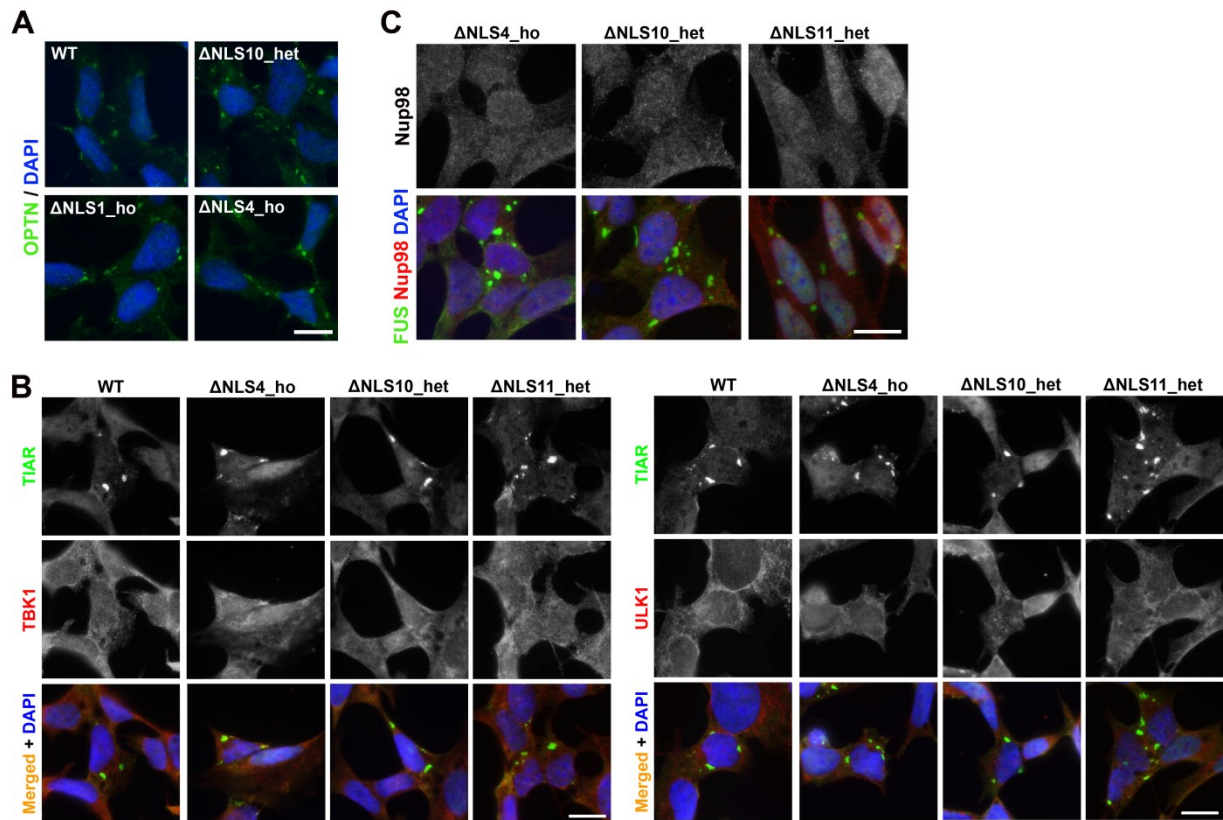 A
WT
ΔNLS10_het
ΔNLS1_ho
ΔNLS4_ho
OPTN / DAPI
C
ΔNLS4_ho
ΔNLS10_het
ΔNLS11_het
Nup98
FUS Nup98 DAPI
B
WT
ΔNLS4_ho
ΔNLS10_het
ΔNLS11_het
TIAR
TBK1
Merged + DAPI
WT
ΔNLS4_ho
ΔNLS10_het
ΔNLS11_het
TIAR
ULK1
Merged + DAPI